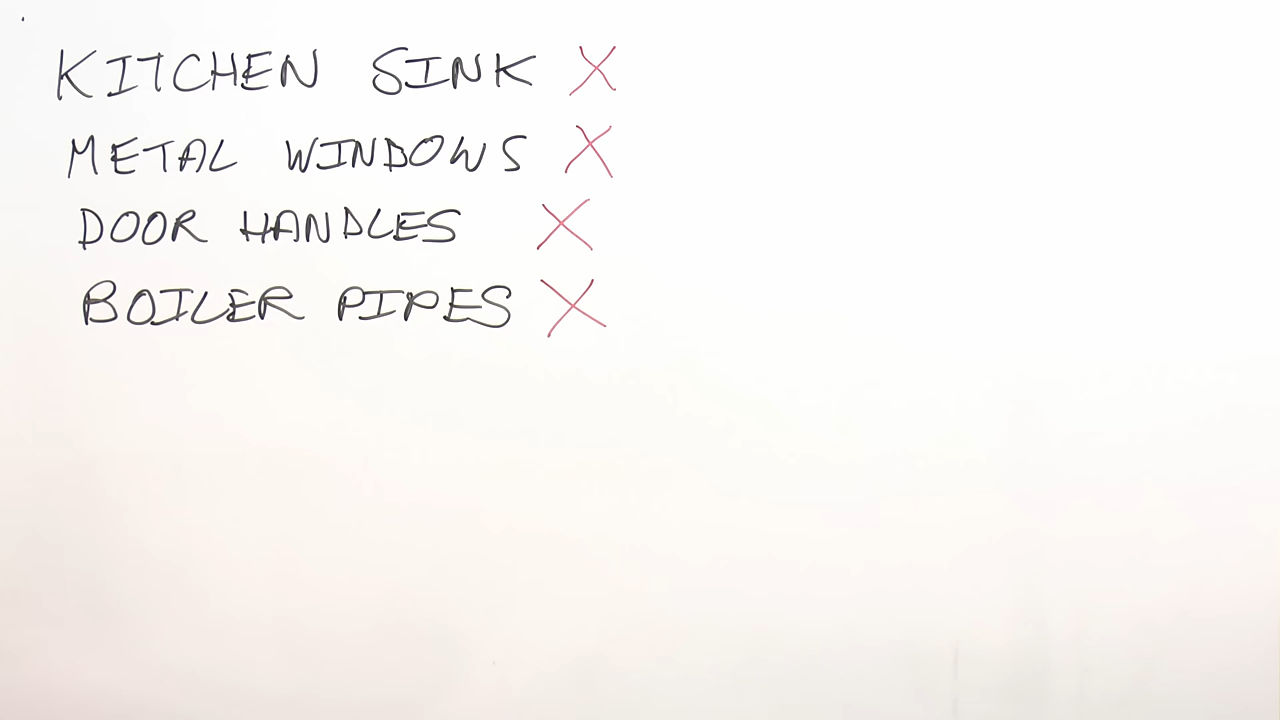 KITCHEN SINK X
METAL WINDOWS X
DOOR HANDLES X
BOILER PIPES X